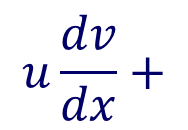 u dv/dx +